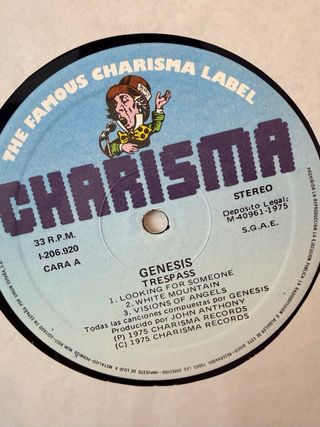 THE FAMOUS CHARISMA LABEL
CHARISMA
33 R.P.M.
I-206.920
CARA A
STEREO
Deposito Legal:
M-40961-1975
S.G.A.E.
GENESIS
TRESPASS
1. LOOKING FOR SOMEONE
2. WHITE MOUNTAIN
3. VISIONS OF ANGELS
Todas las canciones compuestas por GENESIS
Producido por JOHN ANTHONY
(P) 1975 CHARISMA RECORDS
(C) 1975. CHARISMA RECORDS